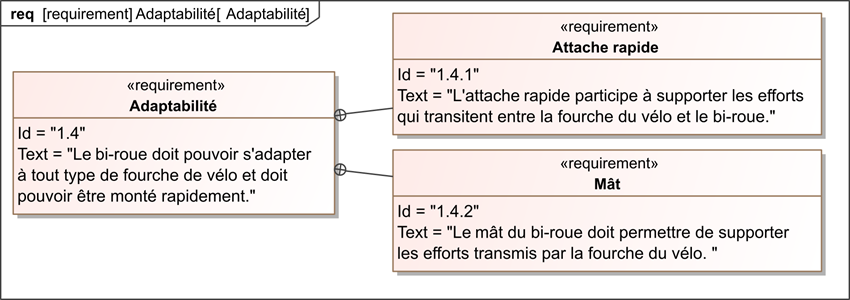 req [requirement] Adaptabilité[ Adaptabilité]
«requirement»
Adaptabilité
Id = "1.4"
Text = "Le bi-roue doit pouvoir s'adapter
à tout type de fourche de vélo et doit
pouvoir être monté rapidement."
«requirement»
Attache rapide
Id = "1.4.1"
Text = "L'attache rapide participe à supporter les efforts
qui transitent entre la fourche du vélo et le bi-roue."
«requirement»
Mât
Id = "1.4.2"
Text = "Le mât du bi-roue doit permettre de supporter
les efforts transmis par la fourche du vélo. "